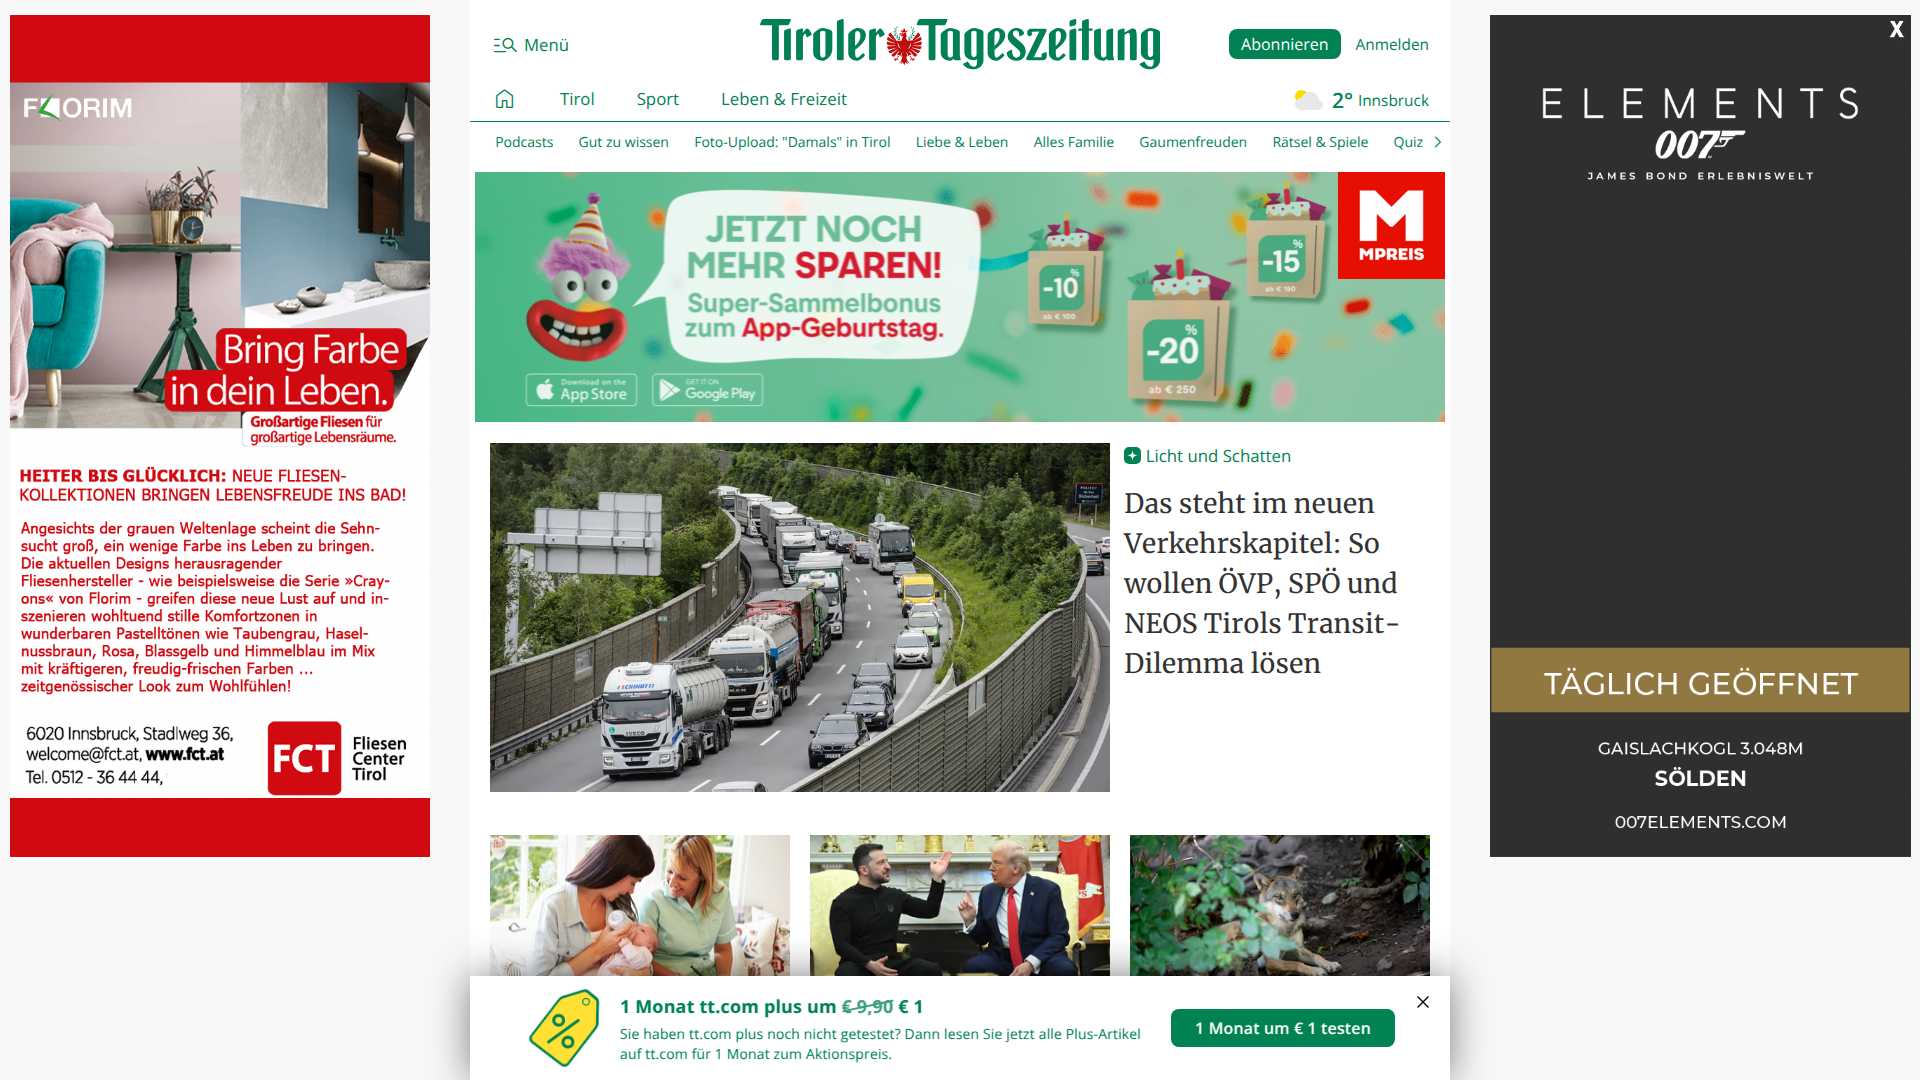 Menü
Tiroler Tageszeitung
Abonnieren
Anmelden
Tirol
Sport
Leben & Freizeit
2° Innsbruck
Podcasts
Gut zu wissen
Foto-Upload: "Damals" in Tirol
Liebe & Leben
Alles Familie
Gaumenfreuden
Rätsel & Spiele
Quiz
JETZT NOCH
MEHR SPAREN!
Super-Sammelbonus
zum App-Geburtstag.
Download on the
App Store
GET IT ON
Google Play
-10%
ab € 100
-20%
ab € 250
-15%
ab € 190
M
MPREIS
Licht und Schatten
Das steht im neuen
Verkehrskapitel: So
wollen ÖVP, SPÖ und
NEOS Tirols Transit-
Dilemma lösen
1 Monat tt.com plus um € 9,90 € 1
Sie haben tt.com plus noch nicht getestet? Dann lesen Sie jetzt alle Plus-Artikel
auf tt.com für 1 Monat zum Aktionspreis.
1 Monat um € 1 testen
FLORIM
Bring Farbe
in dein Leben.
Großartige Fliesen für
großartige Lebensräume.
HEITER BIS GLÜCKLICH: NEUE FLIESEN-
KOLLEKTIONEN BRINGEN LEBENSFREUDE INS BAD!
Angesichts der grauen Weltenlage scheint die Sehn-
sucht groß, ein wenige Farbe ins Leben zu bringen.
Die aktuellen Designs herausragender
Fliesenhersteller - wie beispielsweise die Serie »Cray-
ons« von Florim - greifen diese neue Lust auf und in-
szenieren wohltuend stille Komfortzonen in
wunderbaren Pastelltönen wie Taubengrau, Hasel-
nussbraun, Rosa, Blassgelb und Himmelblau im Mix
mit kräftigeren, freudig-frischen Farben ...
zeitgenössischer Look zum Wohlfühlen!
6020 Innsbruck, Stadlweg 36,
welcome@fct.at, www.fct.at
Tel. 0512 - 36 44 44,
FCT
Fliesen
Center
Tirol
X
ELEMENTS
007
JAMES BOND ERLEBNISWELT
TÄGLICH GEÖFFNET
GAISLACHKOGL 3.048M
SÖLDEN
007ELEMENTS.COM